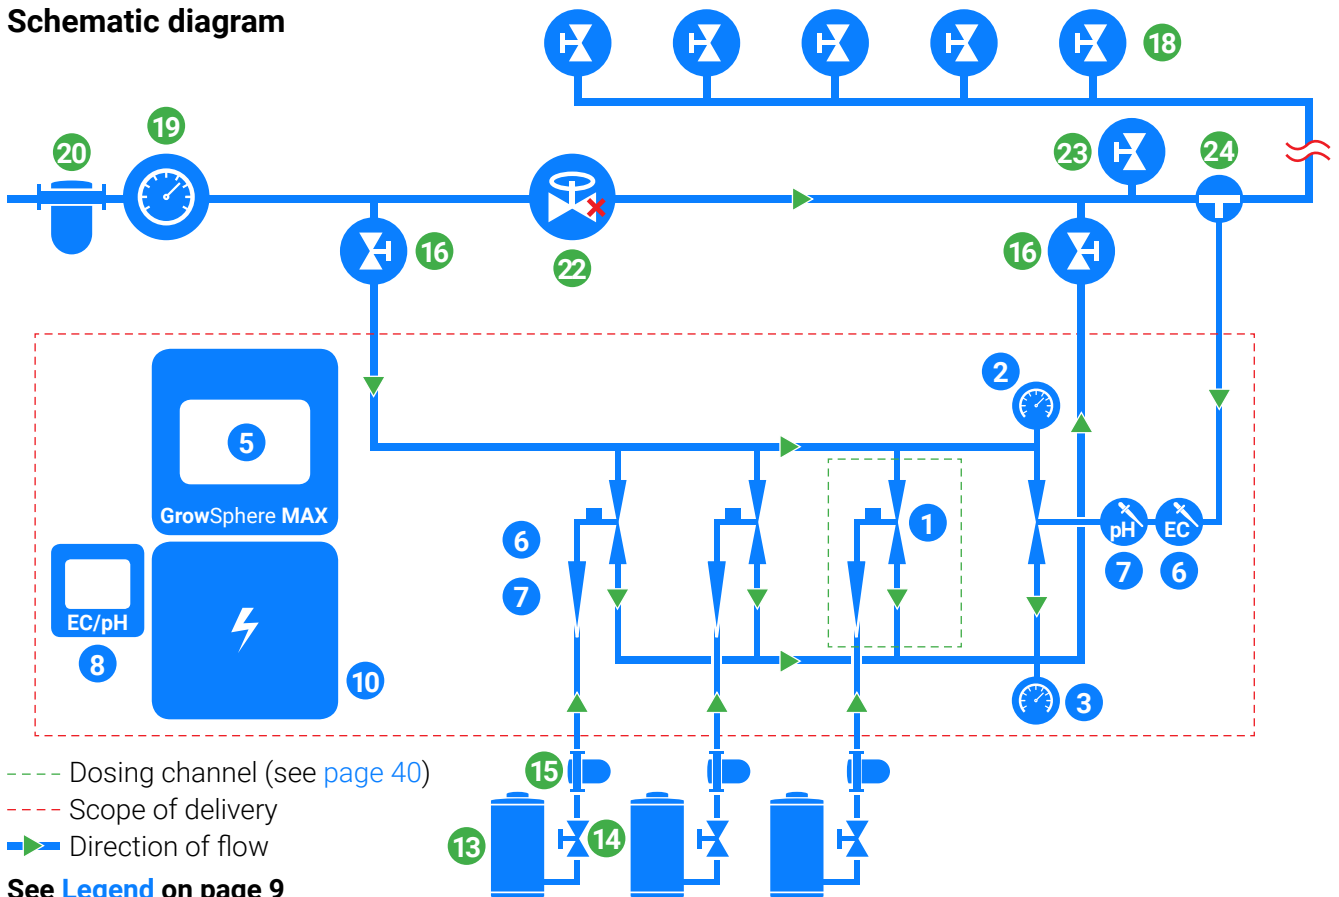 Schematic diagram
18
19
20
23
24
16
22
16
2
5
GrowSphere MAX
1
6
pH
EC
7
6
7
EC/pH
8
10
3
Dosing channel (see page 40)
15
Scope of delivery
13
14
Direction of flow
See Legend on page 9